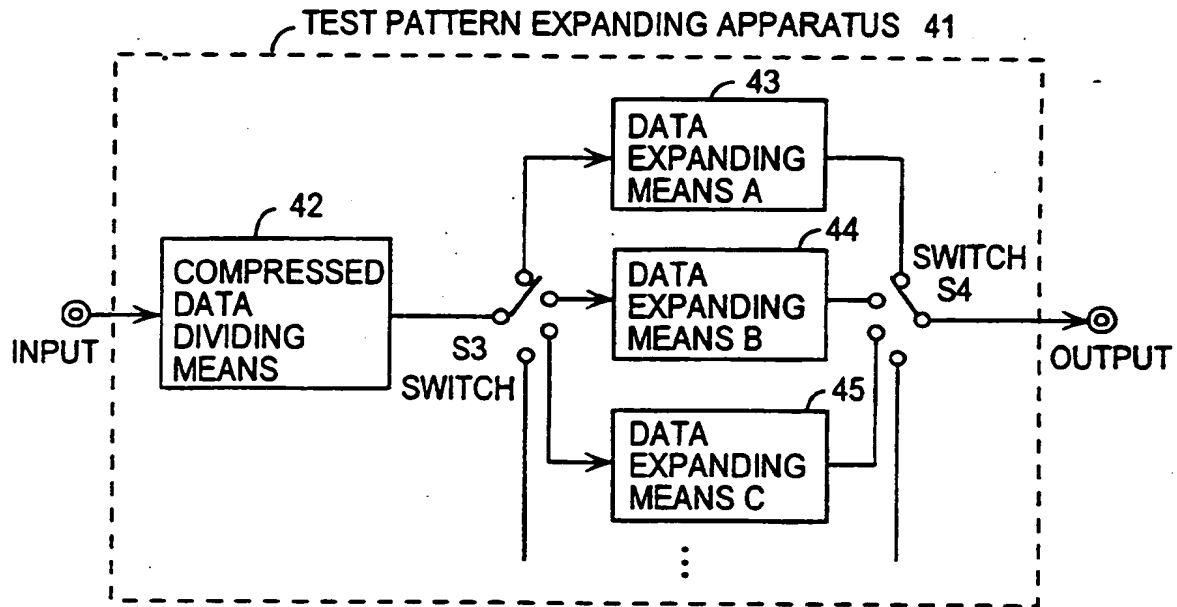 TEST PATTERN EXPANDING APPARATUS 41
43
DATA
EXPANDING
MEANS A
42
COMPRESSED
DATA
DIVIDING
MEANS
INPUT
S3
SWITCH
44
DATA
EXPANDING
MEANS B
SWITCH
S4
OUTPUT
45
DATA
EXPANDING
MEANS C